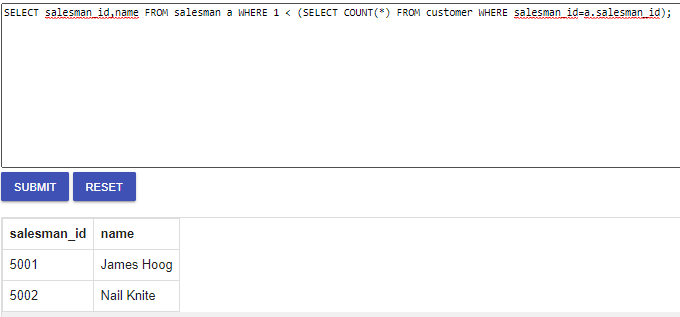 SELECT salesman_id,name FROM salesman a WHERE 1 < (SELECT COUNT(*) FROM customer WHERE salesman_id=a.salesman_id);
SUBMIT RESET
salesman_id name
5001 James Hoog
5002 Nail Knite